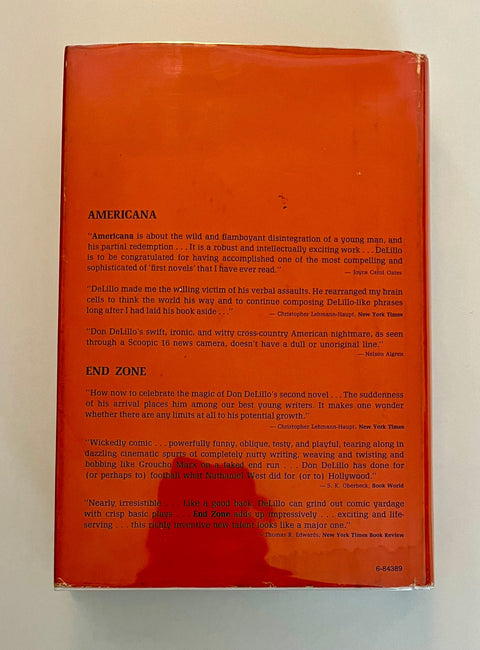 AMERICANA
"Americana is about the wild and flamboyant disintegration of a young man, and
his partial redemption . . . It is a robust and intellectually exciting work . . . DeLillo
is to be congratulated for having accomplished one of the most compelling and
sophisticated of 'first novels' that I have ever read."
— Joyce Carol Oates
"DeLillo made me the willing victim of his verbal assaults. He rearranged my brain
cells to think the world his way and to continue composing DeLillo-like phrases
long after I had laid his book aside . . ." — Christopher Lehmann-Haupt, New York Times
"Don DeLillo's swift, ironic, and witty cross-country American nightmare, as seen
through a Scoopic 16 news camera, doesn't have a dull or unoriginal line."
— Nelson Algren
END ZONE
"How now to celebrate the magic of Don DeLillo's second novel . . . The suddenness
of his arrival places him among our best young writers. It makes one wonder
whether there are any limits at all to his potential growth."
— Christopher Lehmann-Haupt, New York Times
"Wickedly comic . . . powerfully funny, oblique, testy, and playful, tearing along in
dazzling cinematic spurts of completely nutty writing, weaving and twisting and
bobbing like Groucho Marx on a faked end run . . . Don DeLillo has done for
(or perhaps to) football what Nathaniel West did for (or to) Hollywood."
— S. K. Oberbeck, Book World
"Nearly irresistible . . . Like a good back, DeLillo can grind out comic yardage
with crisp basic plays . . . End Zone adds up impressively . . . exciting and life-
serving . . . this richly inventive new talent looks like a major one."
— Thomas R. Edwards, New York Times Book Review
6-84389